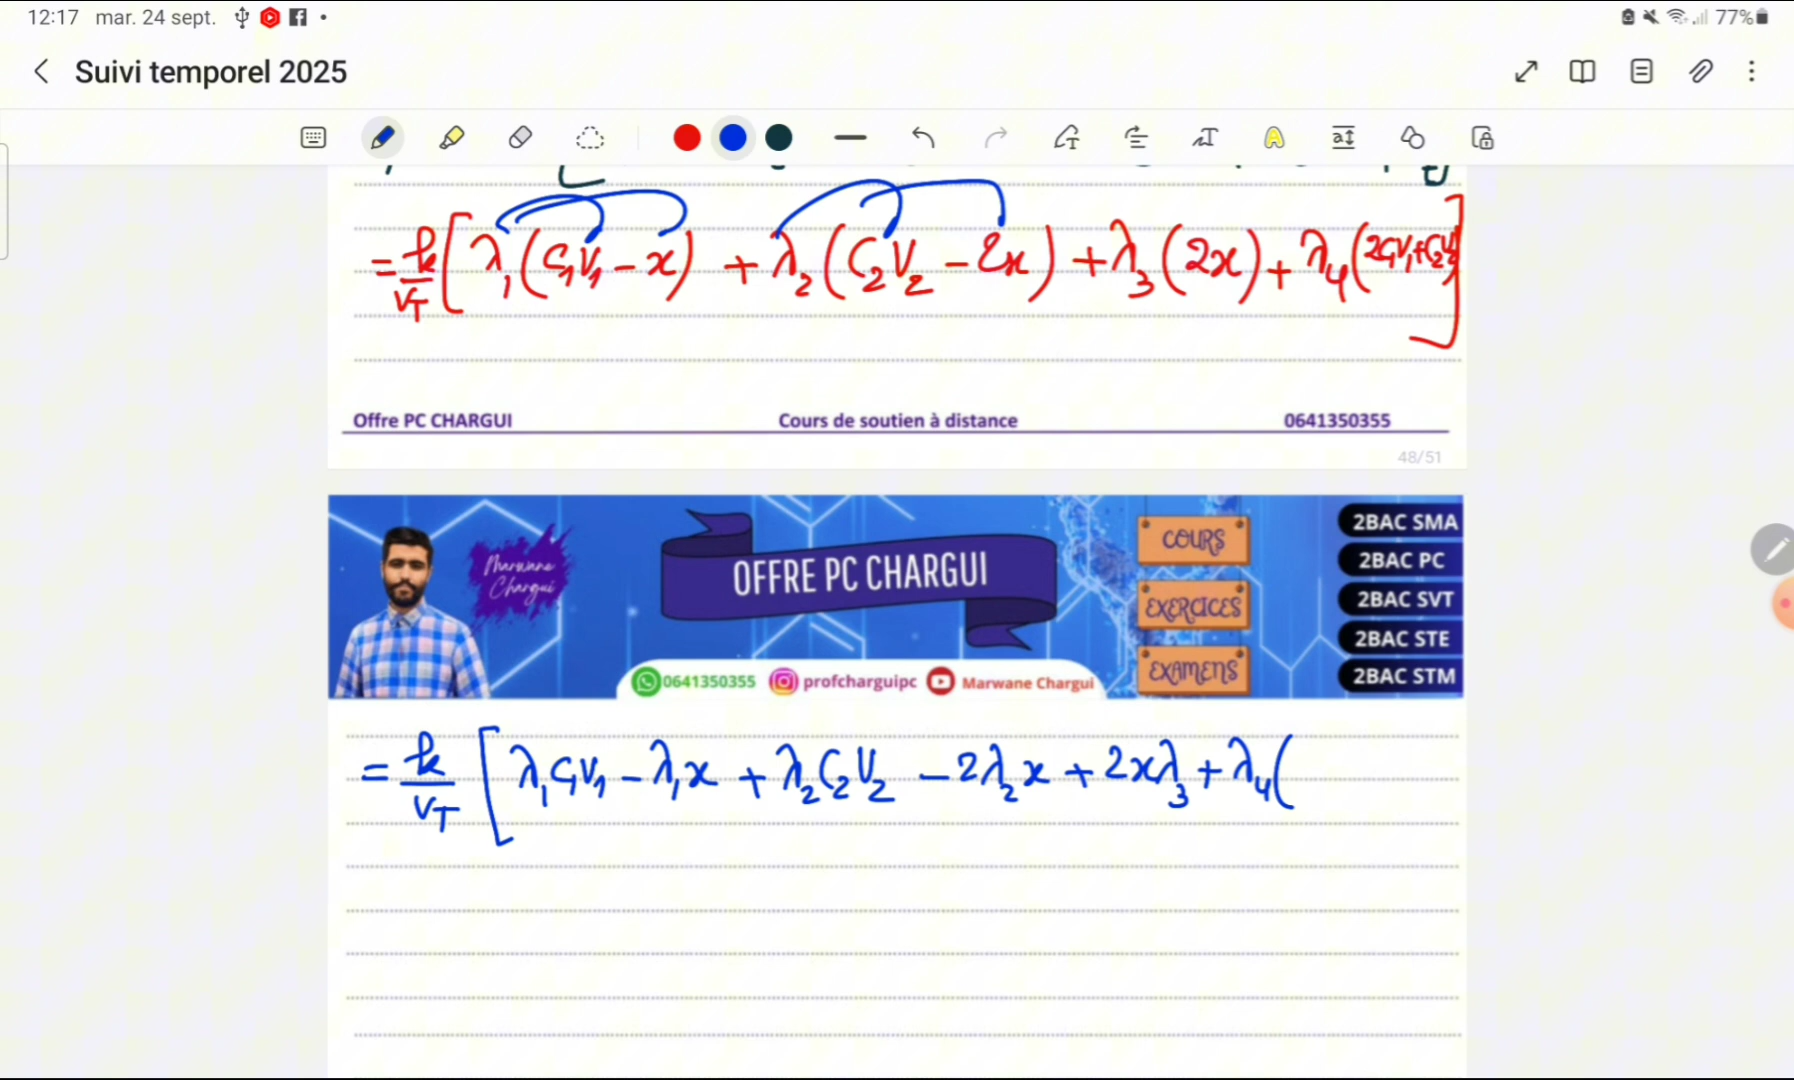 12:17 mar. 24 sept. 77%
Suivi temporel 2025
= k/V_T [λ₁(C₁V₁ - x) + λ₂(C₂V₂ - 2x) + λ₃(2x) + λ₄(2C₁V₁+C₂V₂)]
Offre PC CHARGUI Cours de soutien à distance 0641350355
48/51
Marwane
Chargui
OFFRE PC CHARGUI
0641350355 profcharguipc Marwane Chargui
COURS
EXERCICES
EXAMENS
2BAC SMA
2BAC PC
2BAC SVT
2BAC STE
2BAC STM
= k/V_T [λ₁C₁V₁ - λ₁x + λ₂C₂V₂ - 2λ₂x + 2xλ₃ + λ₄(